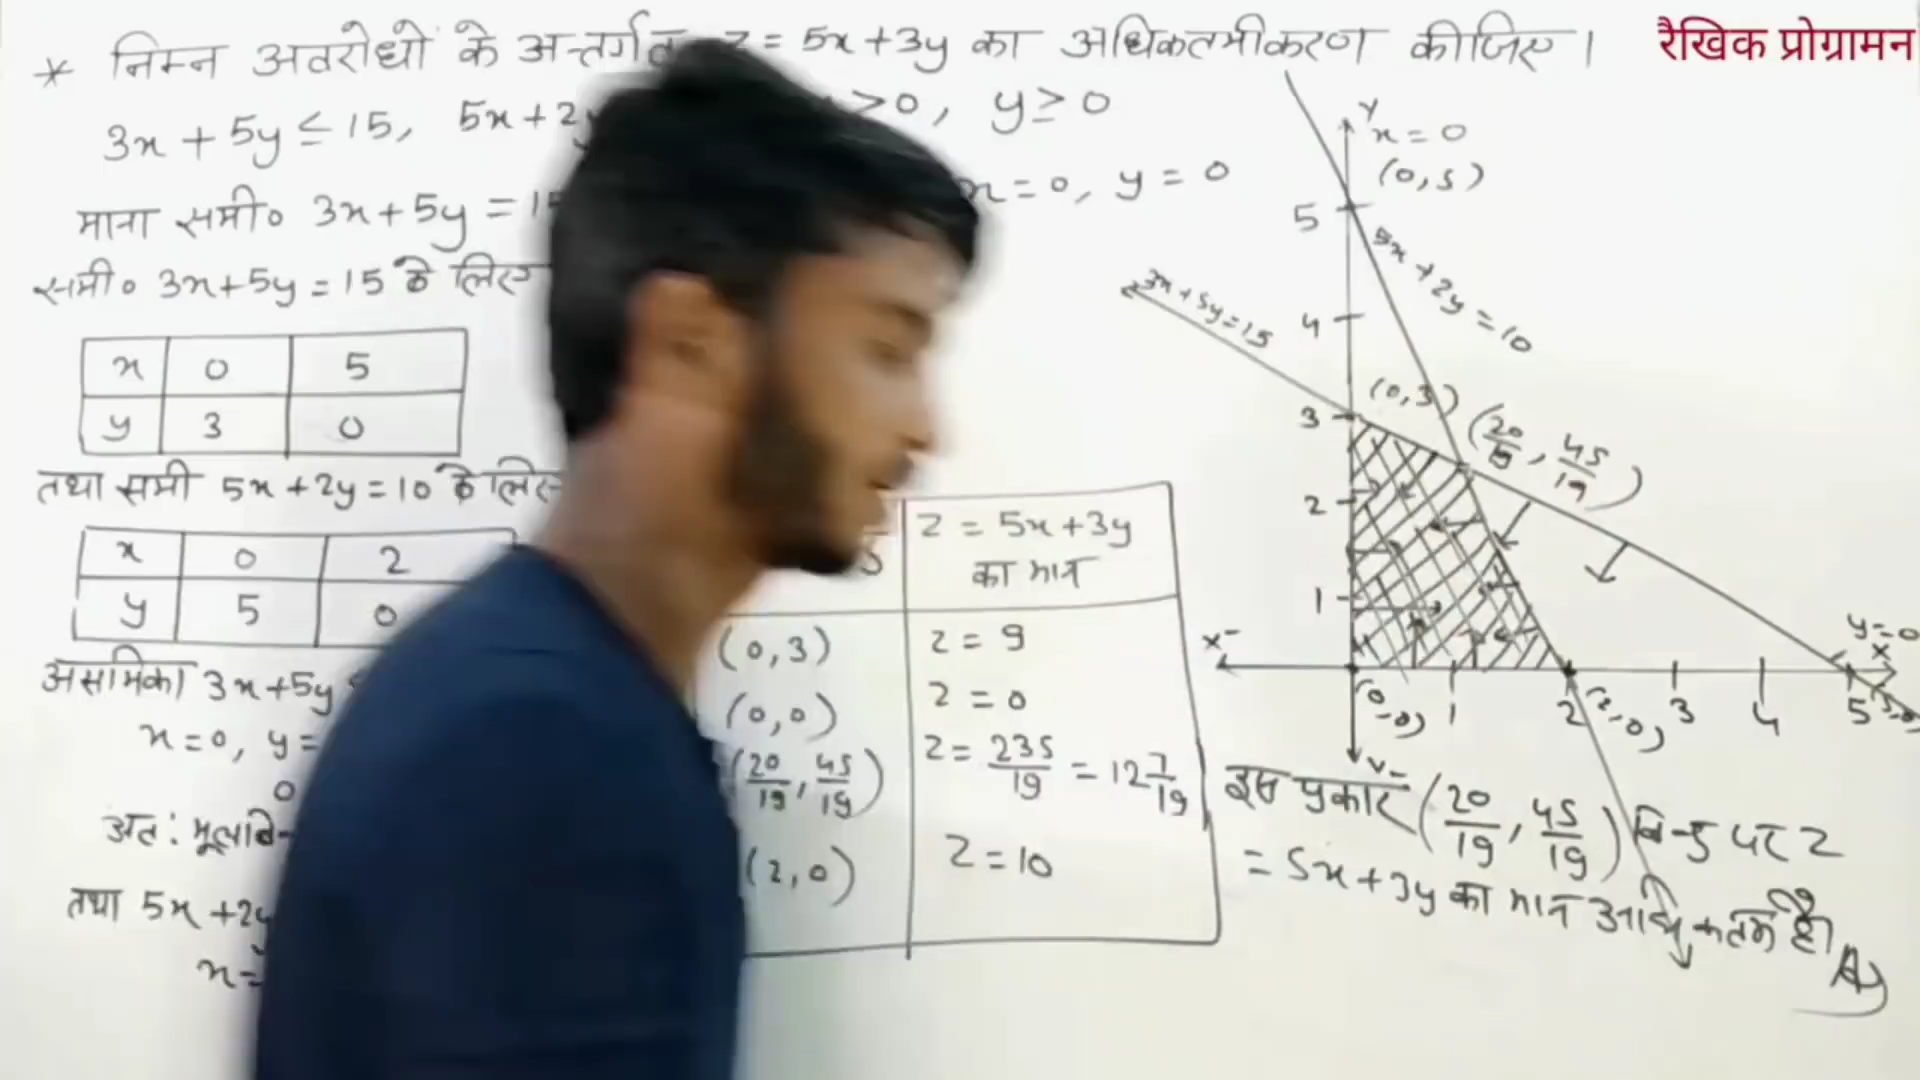 * निम्न अवरोधों के अन्तर्गत z = 5x+3y का अधिकतमीकरण कीजिए।
रैखिक प्रोग्रामन
3x + 5y ≤ 15, 5x+2y >0, y≥0
माना समी० 3x+5y = 15 x=0, y=0
समी० 3x+5y=15 के लिए
x 0 5
y 3 0
तथा समी 5x+2y=10 के लिए
x 0 2
y 5 0
असमिका 3x+5y
x=0, y=
0
अतः
तथा 5x+2y
x=
Z = 5x+3y
का मान
(0,3) Z = 9
(0,0) Z = 0
(20/19, 45/19) Z = 235/19 = 12 7/19
(2,0) Z=10
Y
x=0
(0,5)
5
5x+2y=10
3x+5y=15
4
3
(0,3)
(20/19, 45/19)
2
1
x-
(0,0)
1
2
(2,0)
3
4
5
(5,0)
y=0
x
y-
इस प्रकार (20/19, 45/19) बिन्दु पर Z
= 5x+3y का मान अधिकतम है।